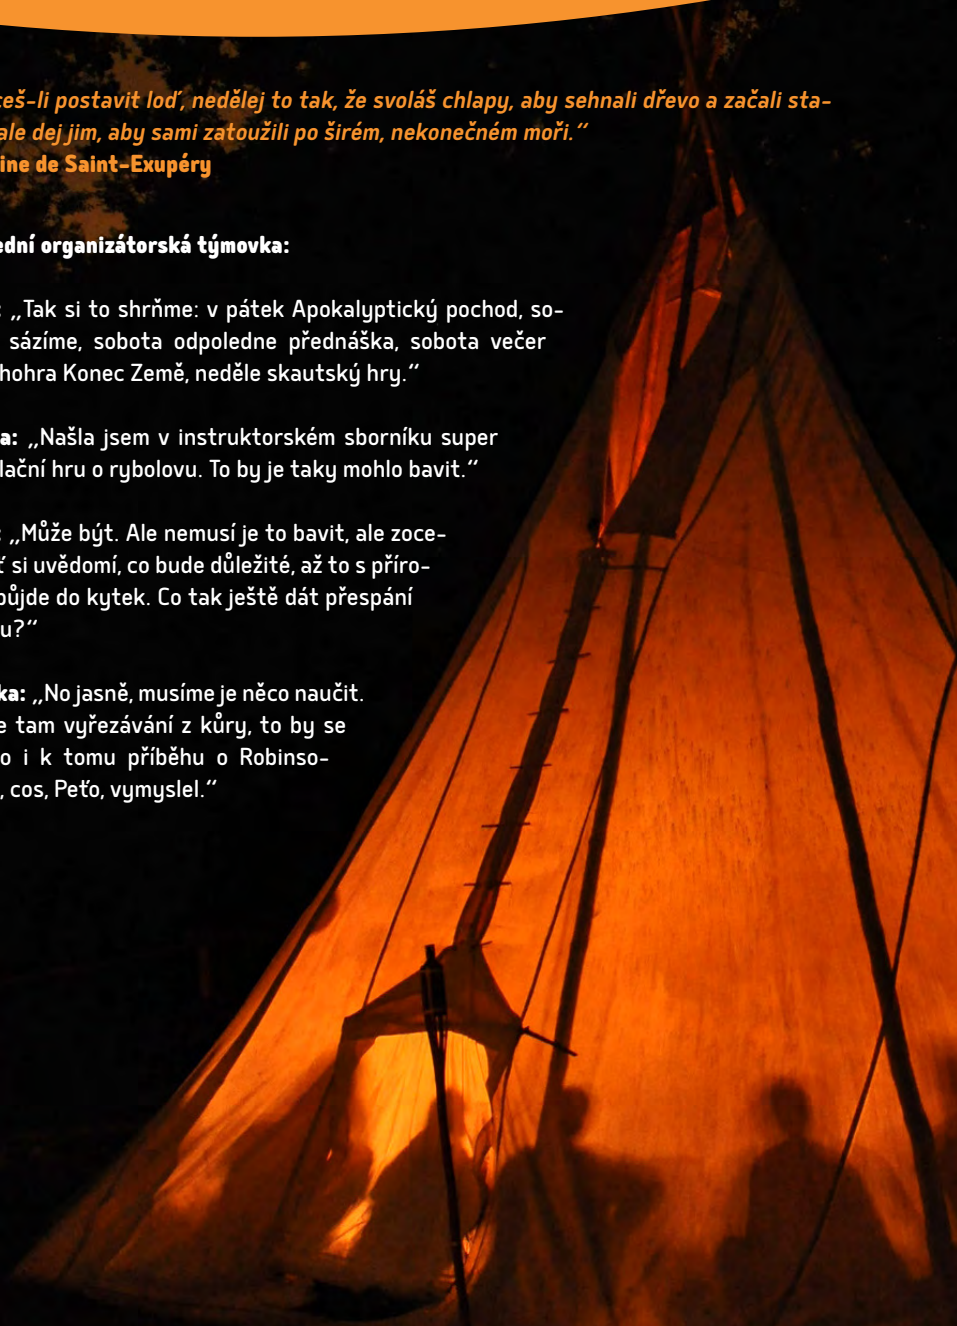 eš-li postavit loď, nedělej to tak, že svoláš chlapy, aby sehnali dřevo a začali sta-
ale dej jim, aby sami zatoužili po širém, nekonečném moři.“
ine de Saint-Exupéry
ední organizátorská týmovka:
: „Tak si to shrňme: v pátek Apokalyptický pochod, so-
sázíme, sobota odpoledne přednáška, sobota večer
hohra Konec Země, neděle skautský hry.“
a: „Našla jsem v instruktorském sborníku super
lační hru o rybolovu. To by je taky mohlo bavit.“
: „Může být. Ale nemusí je to bavit, ale zoce-
ť si uvědomí, co bude důležité, až to s příro-
půjde do kytek. Co tak ještě dát přespání
u?“
ka: „No jasně, musíme je něco naučit.
e tam vyřezávání z kůry, to by se
o i k tomu příběhu o Robinso-
, cos, Peťo, vymyslel.“